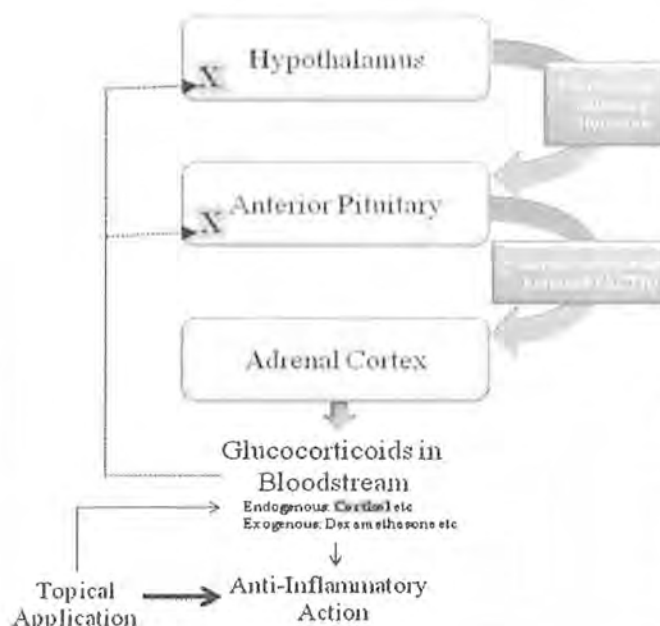 X
Hypothalamus
X
Anterior Pituitary
Adrenal Cortex
Glucocorticoids in
Bloodstream
Endogenous: Cortisol etc
Exogenous: Dexamethasone etc
Topical
Application
Anti-Inflammatory
Action